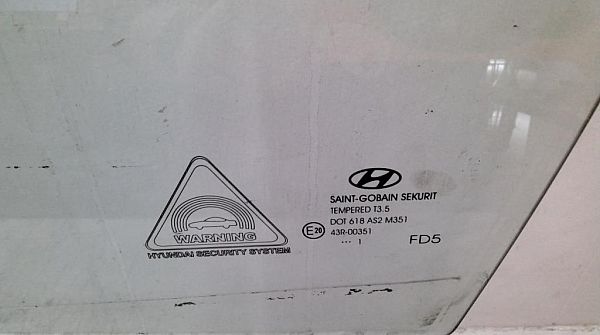 WARNING
HYUNDAI SECURITY SYSTEM
SAINT-GOBAIN SEKURIT
TEMPERED T3.5
DOT 618 AS2 M351
E20 43R-00351
... 1
FD5